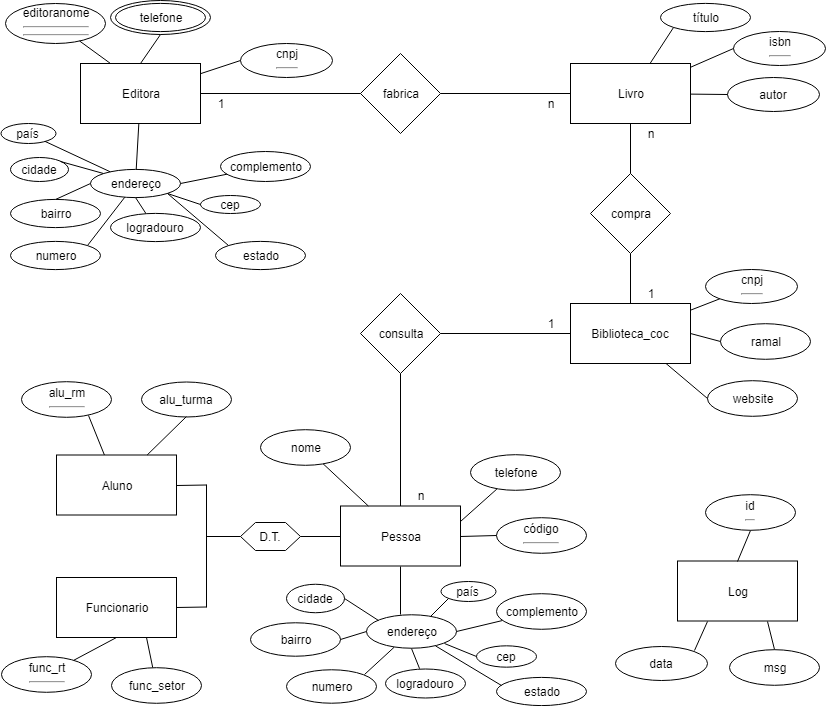 editoranome
telefone
título
cnpj
isbn
Editora
fabrica
Livro
autor
1
n
n
país
cidade
endereço
complemento
cep
bairro
logradouro
compra
numero
estado
cnpj
1
1
consulta
Biblioteca_coc
ramal
alu_rm
alu_turma
website
nome
telefone
Aluno
n
id
código
D.T.
Pessoa
Log
cidade
país
Funcionario
complemento
endereço
bairro
cep
data
msg
func_rt
func_setor
numero
logradouro
estado